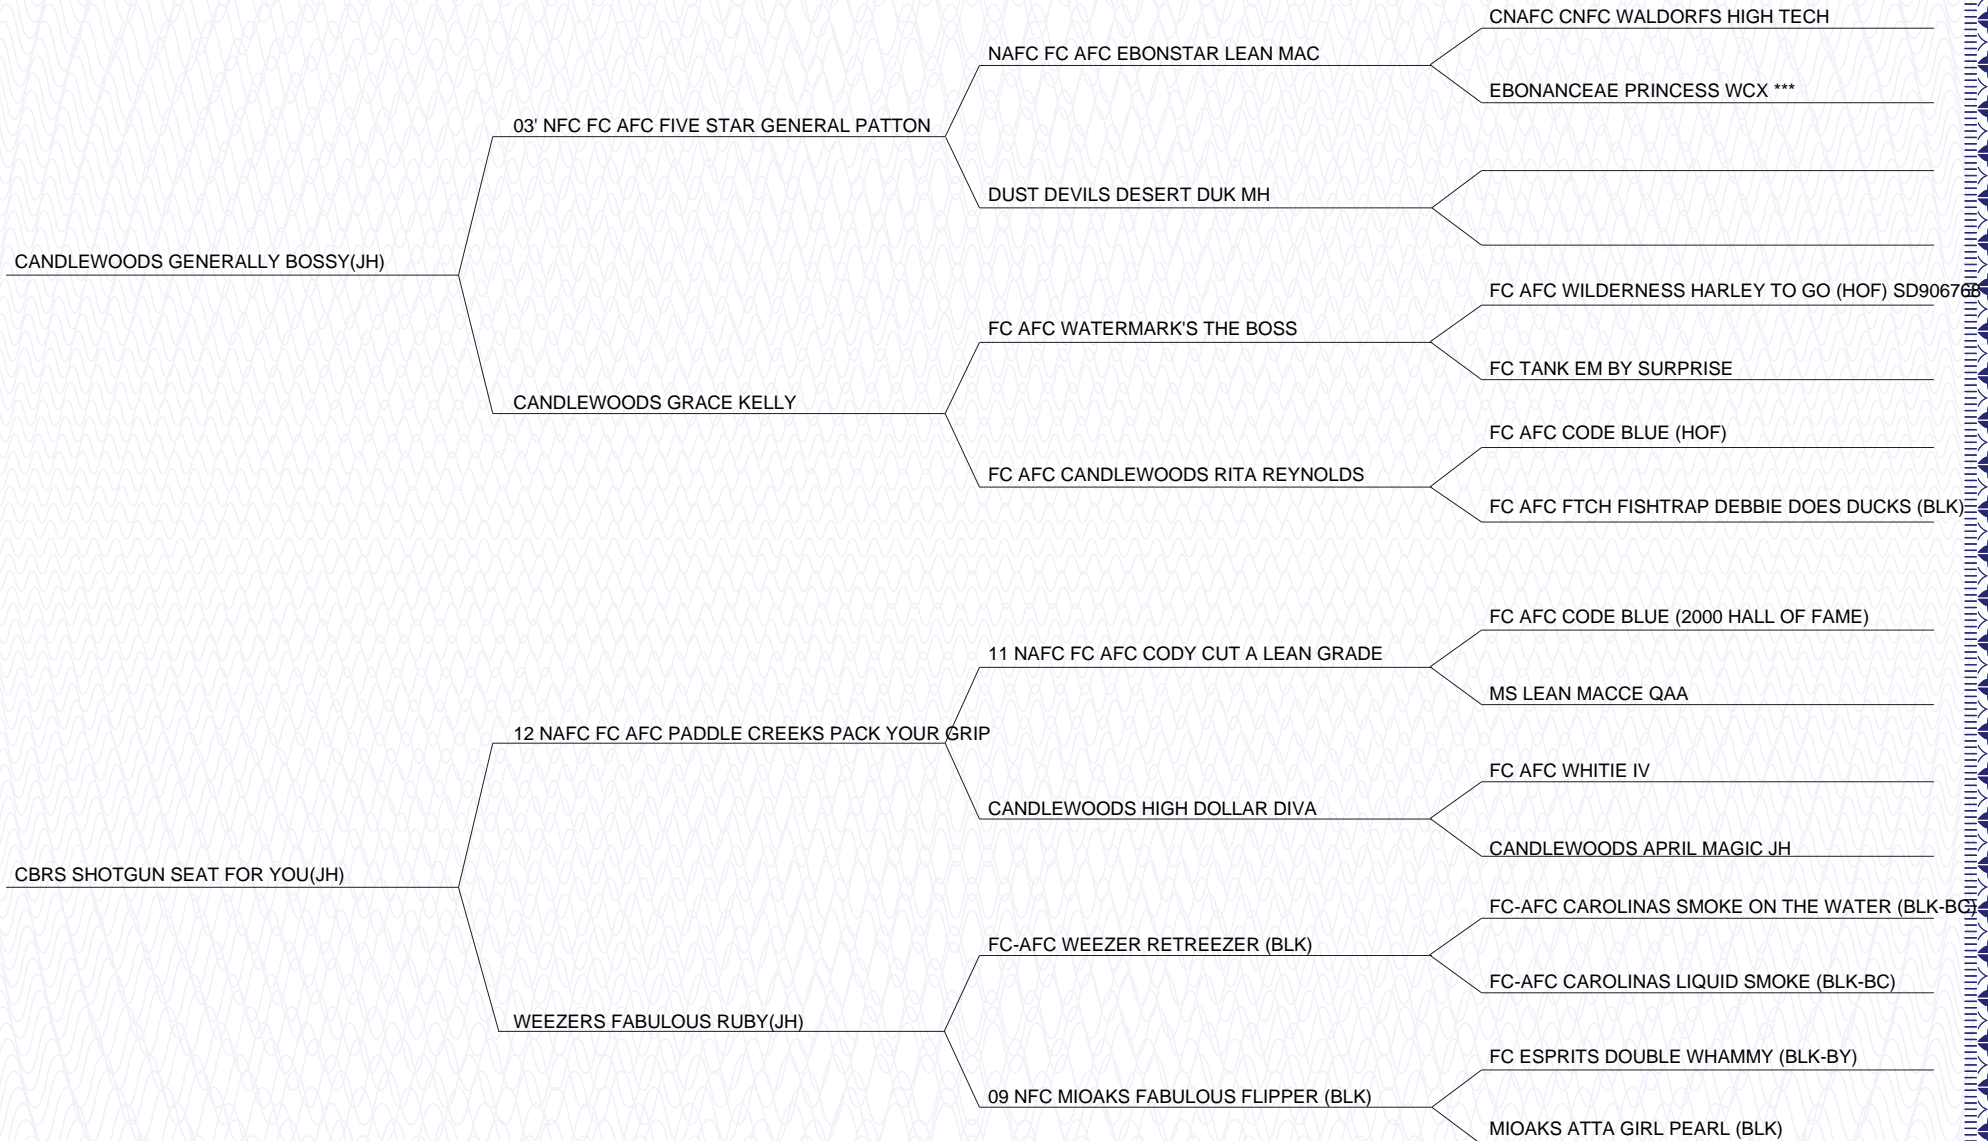 CNAFC CNFC WALDORFS HIGH TECH
NAFC FC AFC EBONSTAR LEAN MAC
EBONANCEAE PRINCESS WCX ***
03' NFC FC AFC FIVE STAR GENERAL PATTON
DUST DEVILS DESERT DUK MH
CANDLEWOODS GENERALLY BOSSY(JH)
FC AFC WILDERNESS HARLEY TO GO (HOF) SD906768
FC AFC WATERMARK'S THE BOSS
FC TANK EM BY SURPRISE
CANDLEWOODS GRACE KELLY
FC AFC CODE BLUE (HOF)
FC AFC CANDLEWOODS RITA REYNOLDS
FC AFC FTCH FISHTRAP DEBBIE DOES DUCKS (BLK)
FC AFC CODE BLUE (2000 HALL OF FAME)
11 NAFC FC AFC CODY CUT A LEAN GRADE
MS LEAN MACCE QAA
12 NAFC FC AFC PADDLE CREEKS PACK YOUR GRIP
FC AFC WHITIE IV
CANDLEWOODS HIGH DOLLAR DIVA
CANDLEWOODS APRIL MAGIC JH
CBRS SHOTGUN SEAT FOR YOU(JH)
FC-AFC CAROLINAS SMOKE ON THE WATER (BLK-BC)
FC-AFC WEEZER RETREEZER (BLK)
FC-AFC CAROLINAS LIQUID SMOKE (BLK-BC)
WEEZERS FABULOUS RUBY(JH)
FC ESPRITS DOUBLE WHAMMY (BLK-BY)
09 NFC MIOAKS FABULOUS FLIPPER (BLK)
MIOAKS ATTA GIRL PEARL (BLK)